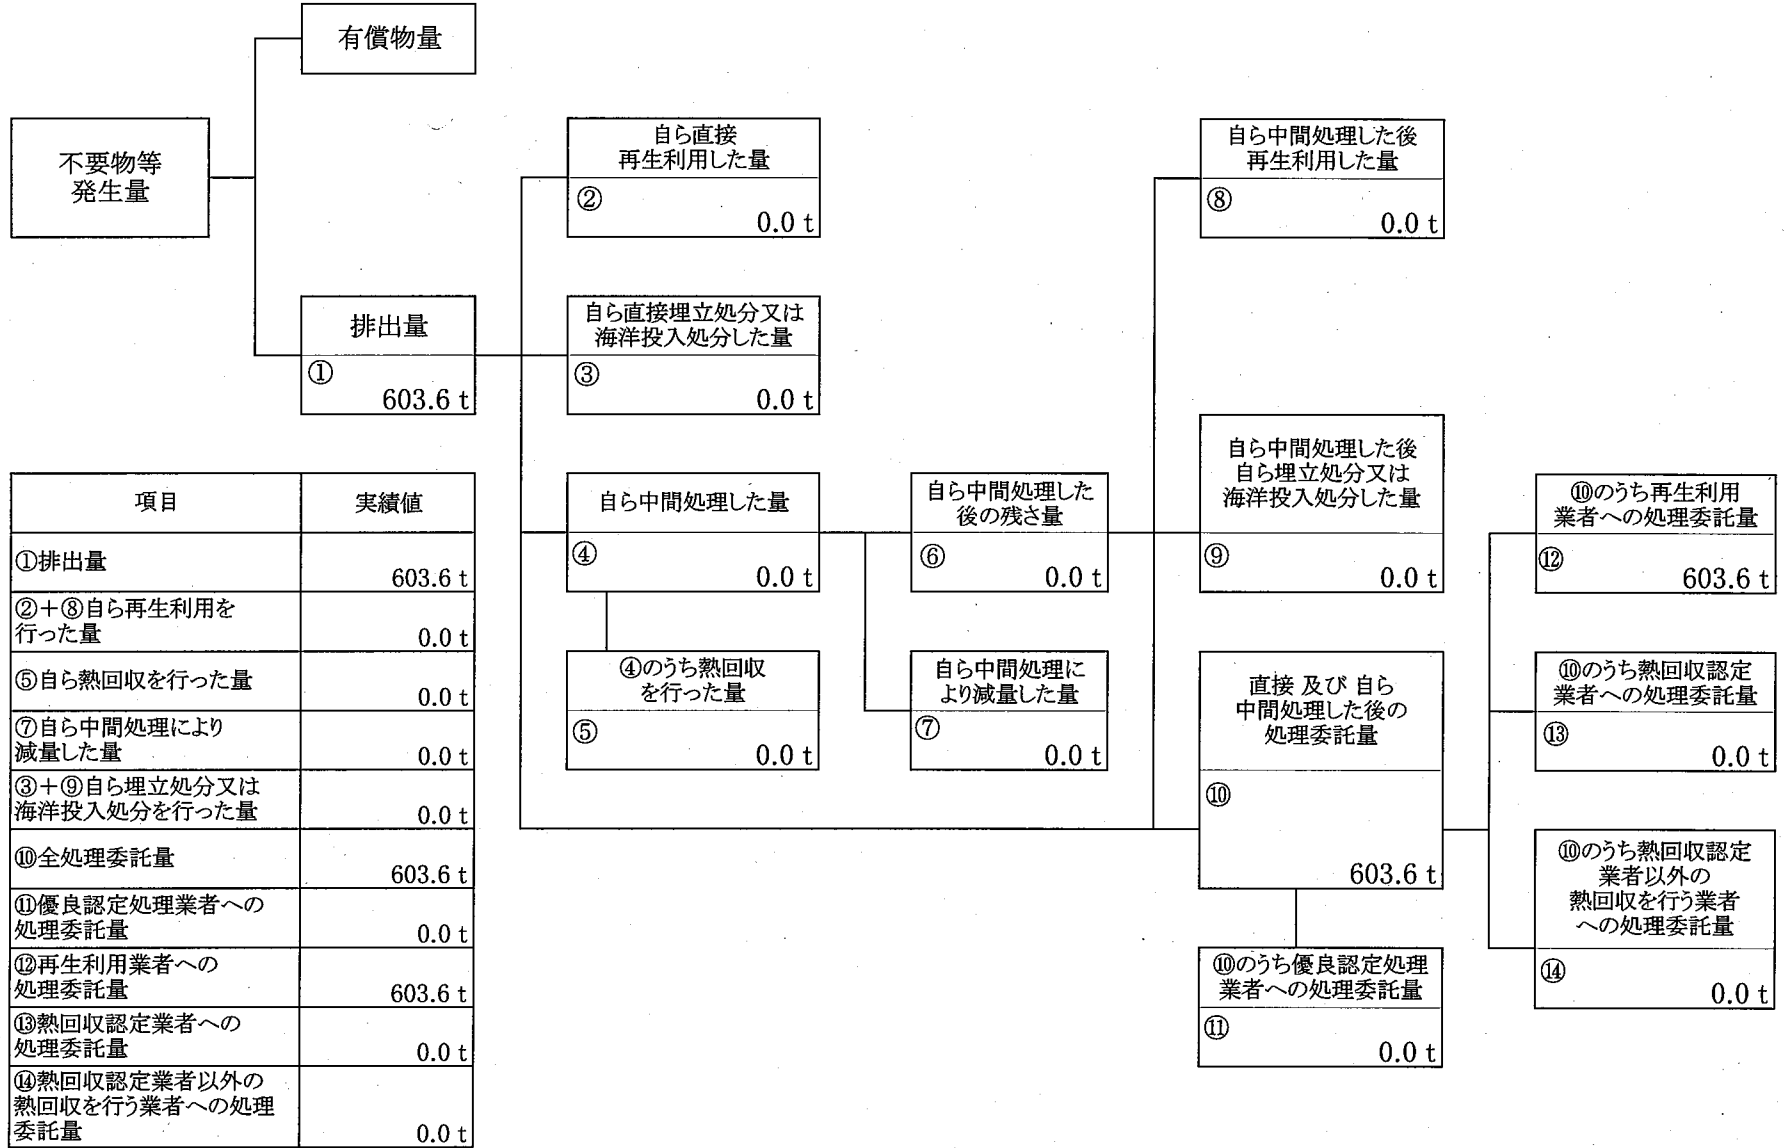 有償物量
不要物等
発生量
排出量
①
603.6 t
自ら直接
再生利用した量
②
0.0 t
自ら直接埋立処分又は
海洋投入処分した量
③
0.0 t
自ら中間処理した量
④
0.0 t
④のうち熱回収
を行った量
⑤
0.0 t
自ら中間処理した
後の残さ量
⑥
0.0 t
自ら中間処理に
より減量した量
⑦
0.0 t
自ら中間処理した後
再生利用した量
⑧
0.0 t
自ら中間処理した後
自ら埋立処分又は
海洋投入処分した量
⑨
0.0 t
直接 及び 自ら
中間処理した後の
処理委託量
⑩
603.6 t
⑩のうち優良認定処理
業者への処理委託量
⑪
0.0 t
⑩のうち再生利用
業者への処理委託量
⑫
603.6 t
⑩のうち熱回収認定
業者への処理委託量
⑬
0.0 t
⑩のうち熱回収認定
業者以外の
熱回収を行う業者
への処理委託量
⑭
0.0 t
項目 実績値
①排出量
603.6 t
②＋⑧自ら再生利用を
行った量
0.0 t
⑤自ら熱回収を行った量
0.0 t
⑦自ら中間処理により
減量した量
0.0 t
③＋⑨自ら埋立処分又は
海洋投入処分を行った量
0.0 t
⑩全処理委託量
603.6 t
⑪優良認定処理業者への
処理委託量
0.0 t
⑫再生利用業者への
処理委託量
603.6 t
⑬熱回収認定業者への
処理委託量
0.0 t
⑭熱回収認定業者以外の
熱回収を行う業者への処理
委託量
0.0 t